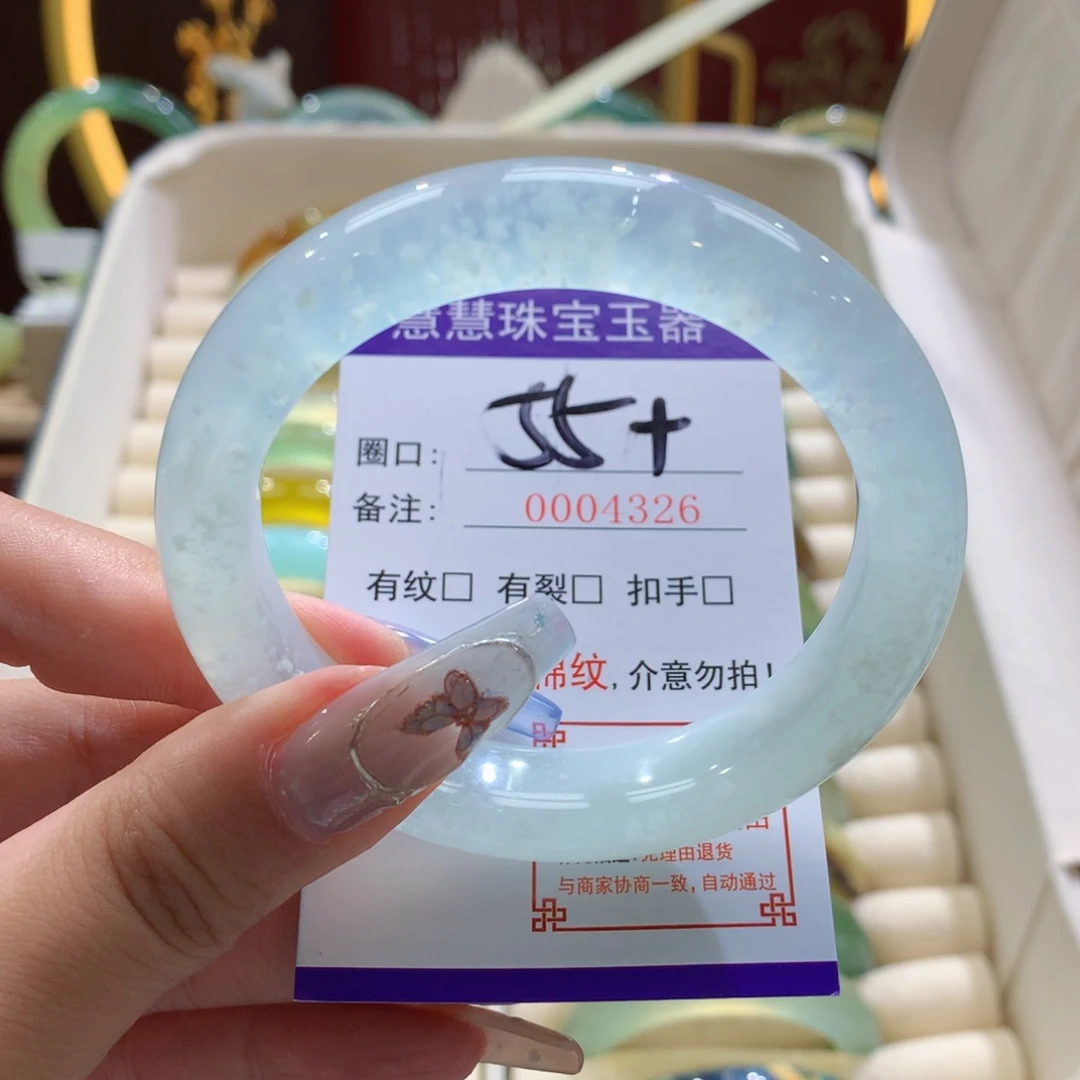 慧慧珠宝玉器
圈口: 55+
备注: 0004326
有纹□ 有裂□ 扣手□
棉纹, 介意勿拍!
无理由退货
与商家协商一致, 自动通过